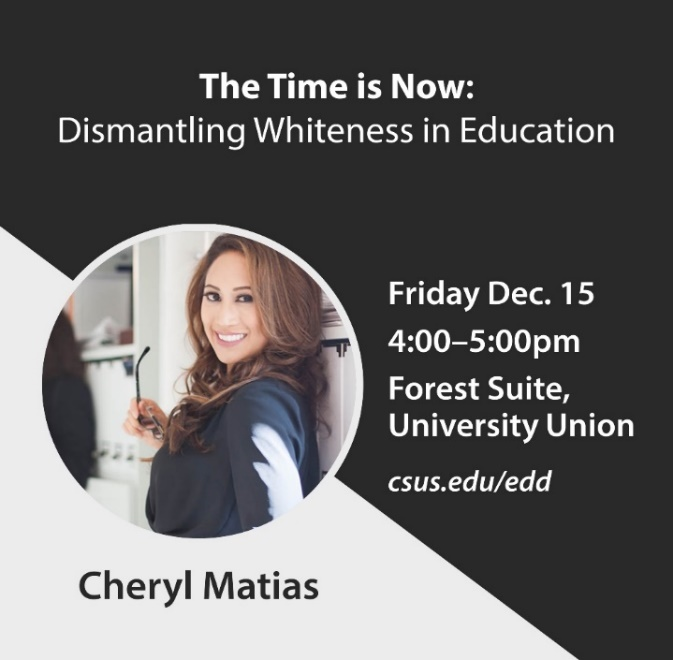 The Time is Now:
Dismantling Whiteness in Education
Friday Dec. 15
4:00–5:00pm
Forest Suite,
University Union
csus.edu/edd
Cheryl Matias